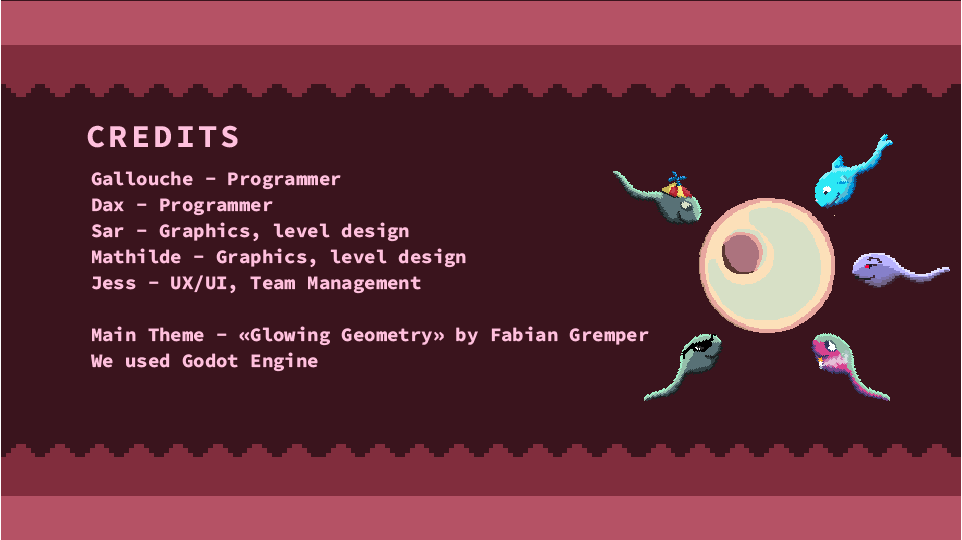 CREDITS
Gallouche - Programmer
Dax - Programmer
Sar - Graphics, level design
Mathilde - Graphics, level design
Jess - UX/UI, Team Management
Main Theme - «Glowing Geometry» by Fabian Gremper
We used Godot Engine